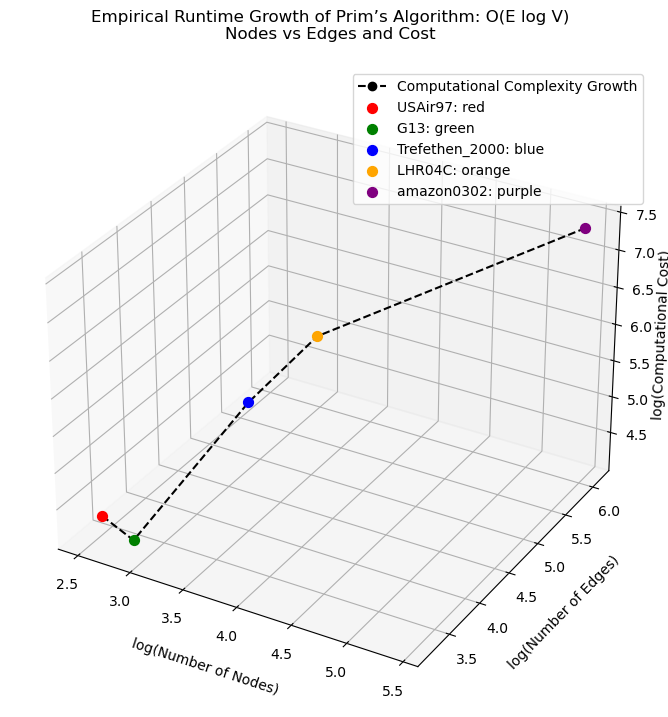 Empirical Runtime Growth of Prim’s Algorithm: O(E log V)
Nodes vs Edges and Cost
Computational Complexity Growth
USAir97: red
G13: green
Trefethen_2000: blue
LHR04C: orange
amazon0302: purple
7.5
7.0
6.5
6.0
5.5
5.0
4.5
log(Computational Cost)
6.0
5.5
5.0
4.5
4.0
3.5
log(Number of Edges)
2.5
3.0
3.5
4.0
4.5
5.0
5.5
log(Number of Nodes)